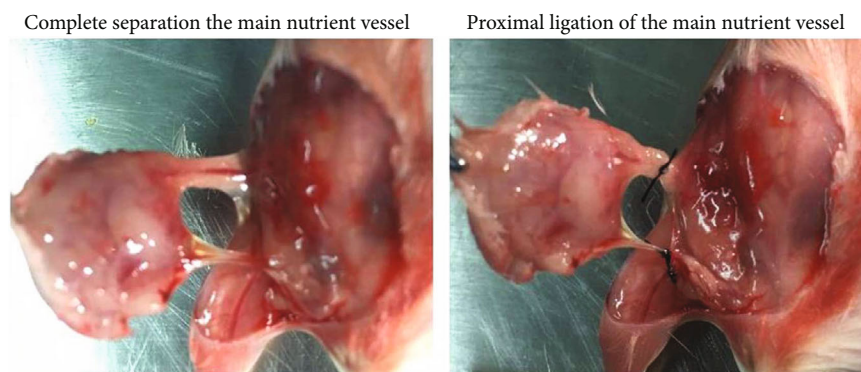 Complete separation the main nutrient vessel
Proximal ligation of the main nutrient vessel